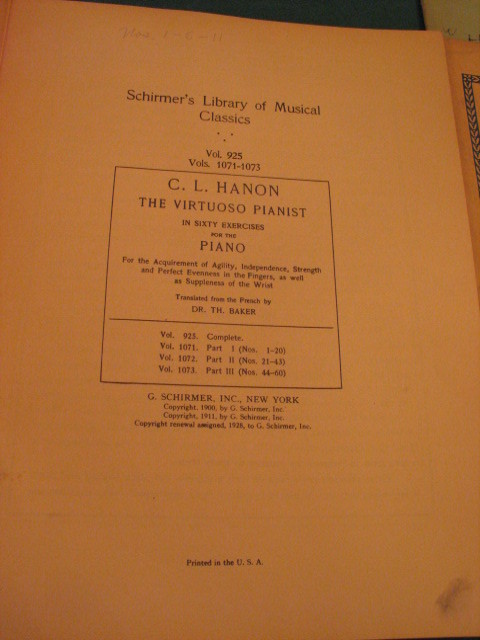 Schirmer's Library of Musical
Classics
Vol. 925
Vols. 1071-1073
C. L. HANON
THE VIRTUOSO PIANIST
IN SIXTY EXERCISES
FOR THE
PIANO
For the Acquirement of Agility, Independence, Strength
and Perfect Evenness in the Fingers, as well
as Suppleness of the Wrist
Translated from the French by
DR. TH. BAKER
Vol. 925. Complete.
Vol. 1071. Part I (Nos. 1-20)
Vol. 1072. Part II (Nos. 21-43)
Vol. 1073. Part III (Nos. 44-60)
G. SCHIRMER, INC., NEW YORK
Copyright, 1900, by G. Schirmer, Inc.
Copyright, 1911, by G. Schirmer, Inc.
Copyright renewal assigned, 1928, to G. Schirmer, Inc.
Printed in the U. S. A.